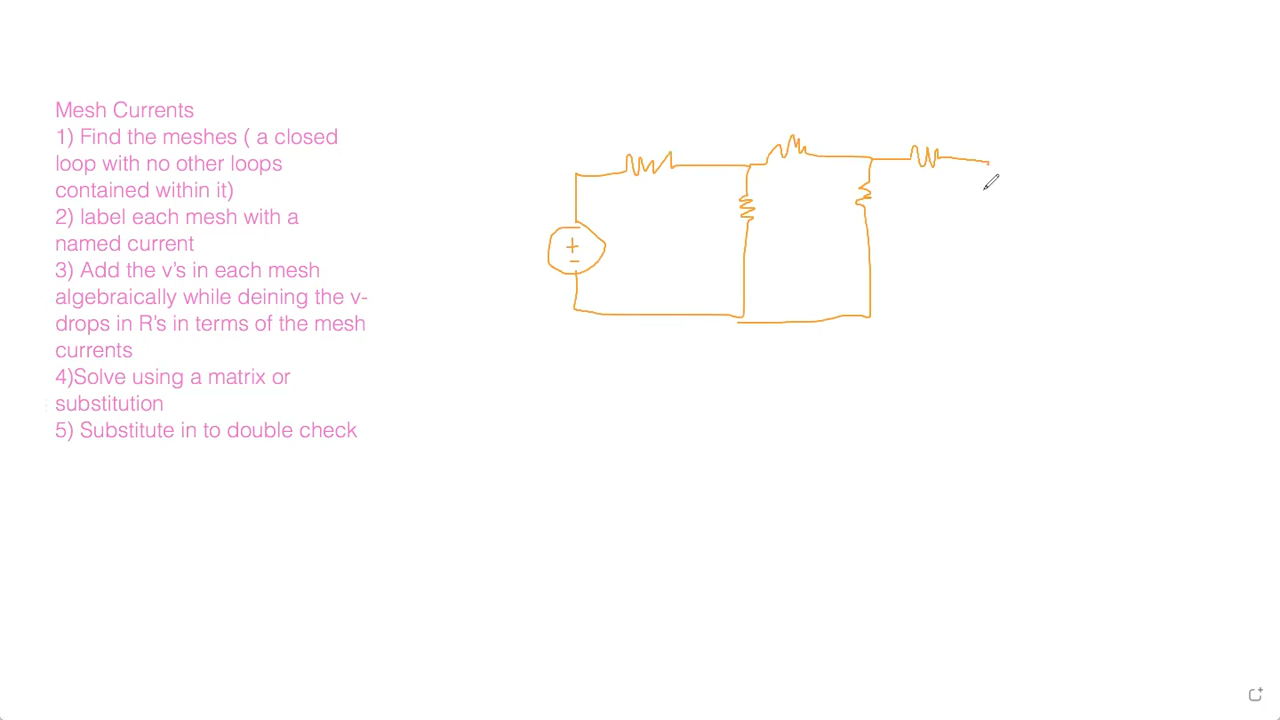 Mesh Currents
1) Find the meshes ( a closed
loop with no other loops
contained within it)
2) label each mesh with a
named current
3) Add the v's in each mesh
algebraically while deining the v-
drops in R's in terms of the mesh
currents
4)Solve using a matrix or
substitution
5) Substitute in to double check
+
−